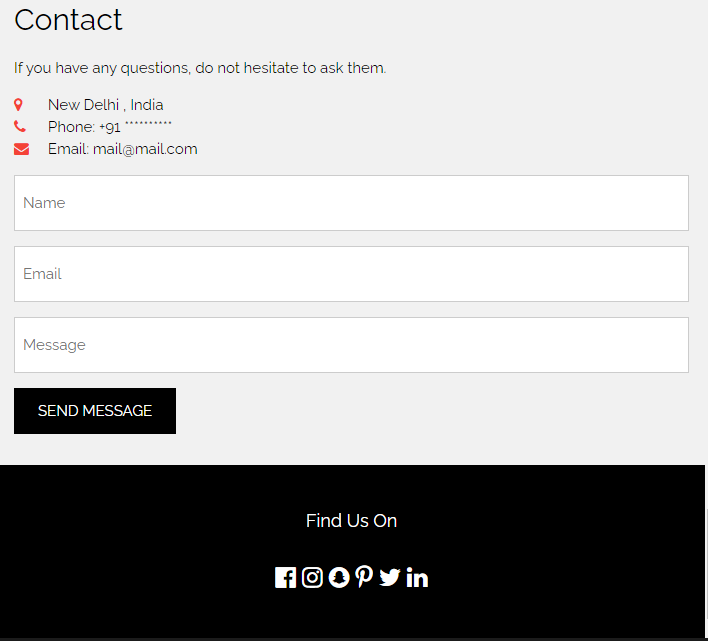 Contact
If you have any questions, do not hesitate to ask them.
New Delhi , India
Phone: +91 **********
Email: mail@mail.com
Name
Email
Message
SEND MESSAGE
Find Us On